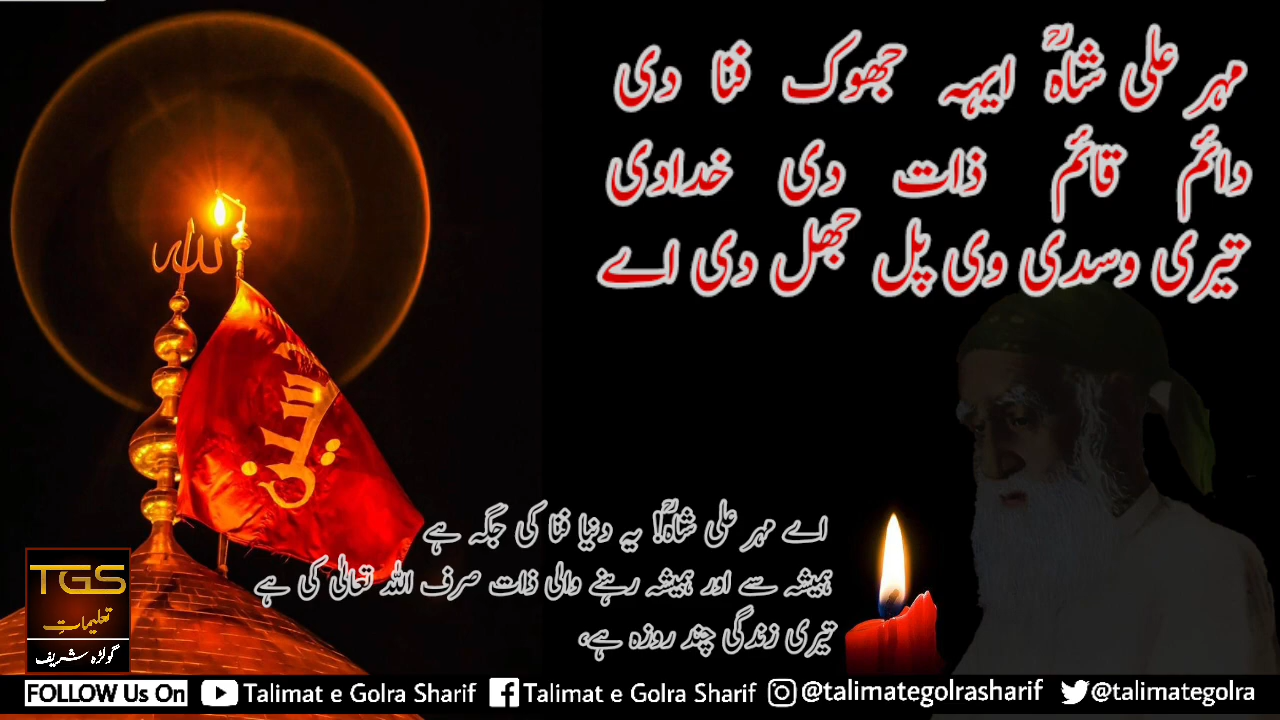 مہر علی شاہؒ ایہہ جھوک فنا دی
دائم قائم ذات دی خدادی
تیری وسدی وی پل جھل دی اے
الله
حسین
اے مہر علی شاہؒ! یہ دنیا فنا کی جگہ ہے
ہمیشہ سے اور ہمیشہ رہنے والی ذات صرف اللہ تعالیٰ کی ہے
تیری زندگی چند روزہ ہے،
TGS
تعلیماتِ
گولڑہ شریف
FOLLOW Us On Talimat e Golra Sharif Talimat e Golra Sharif @talimategolrasharif @talimategolra